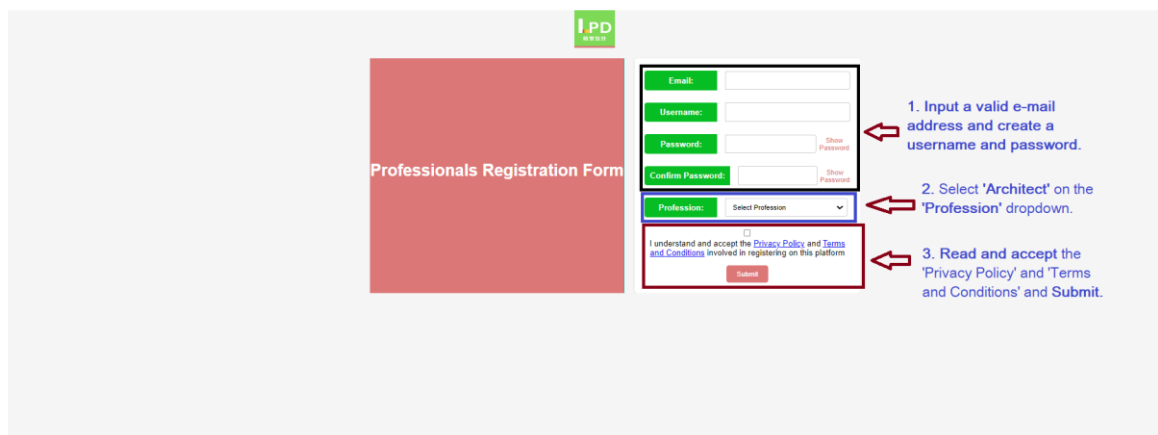 I.PD
Professionals Registration Form
Email:
Username:
Password:
Show
Password
Confirm Password:
Show
Password
Profession:
Select Profession
I understand and accept the Privacy Policy and Terms
and Conditions involved in registering on this platform
Submit
1. Input a valid e-mail
address and create a
username and password.
2. Select 'Architect' on the
'Profession' dropdown.
3. Read and accept the
'Privacy Policy' and 'Terms
and Conditions' and Submit.